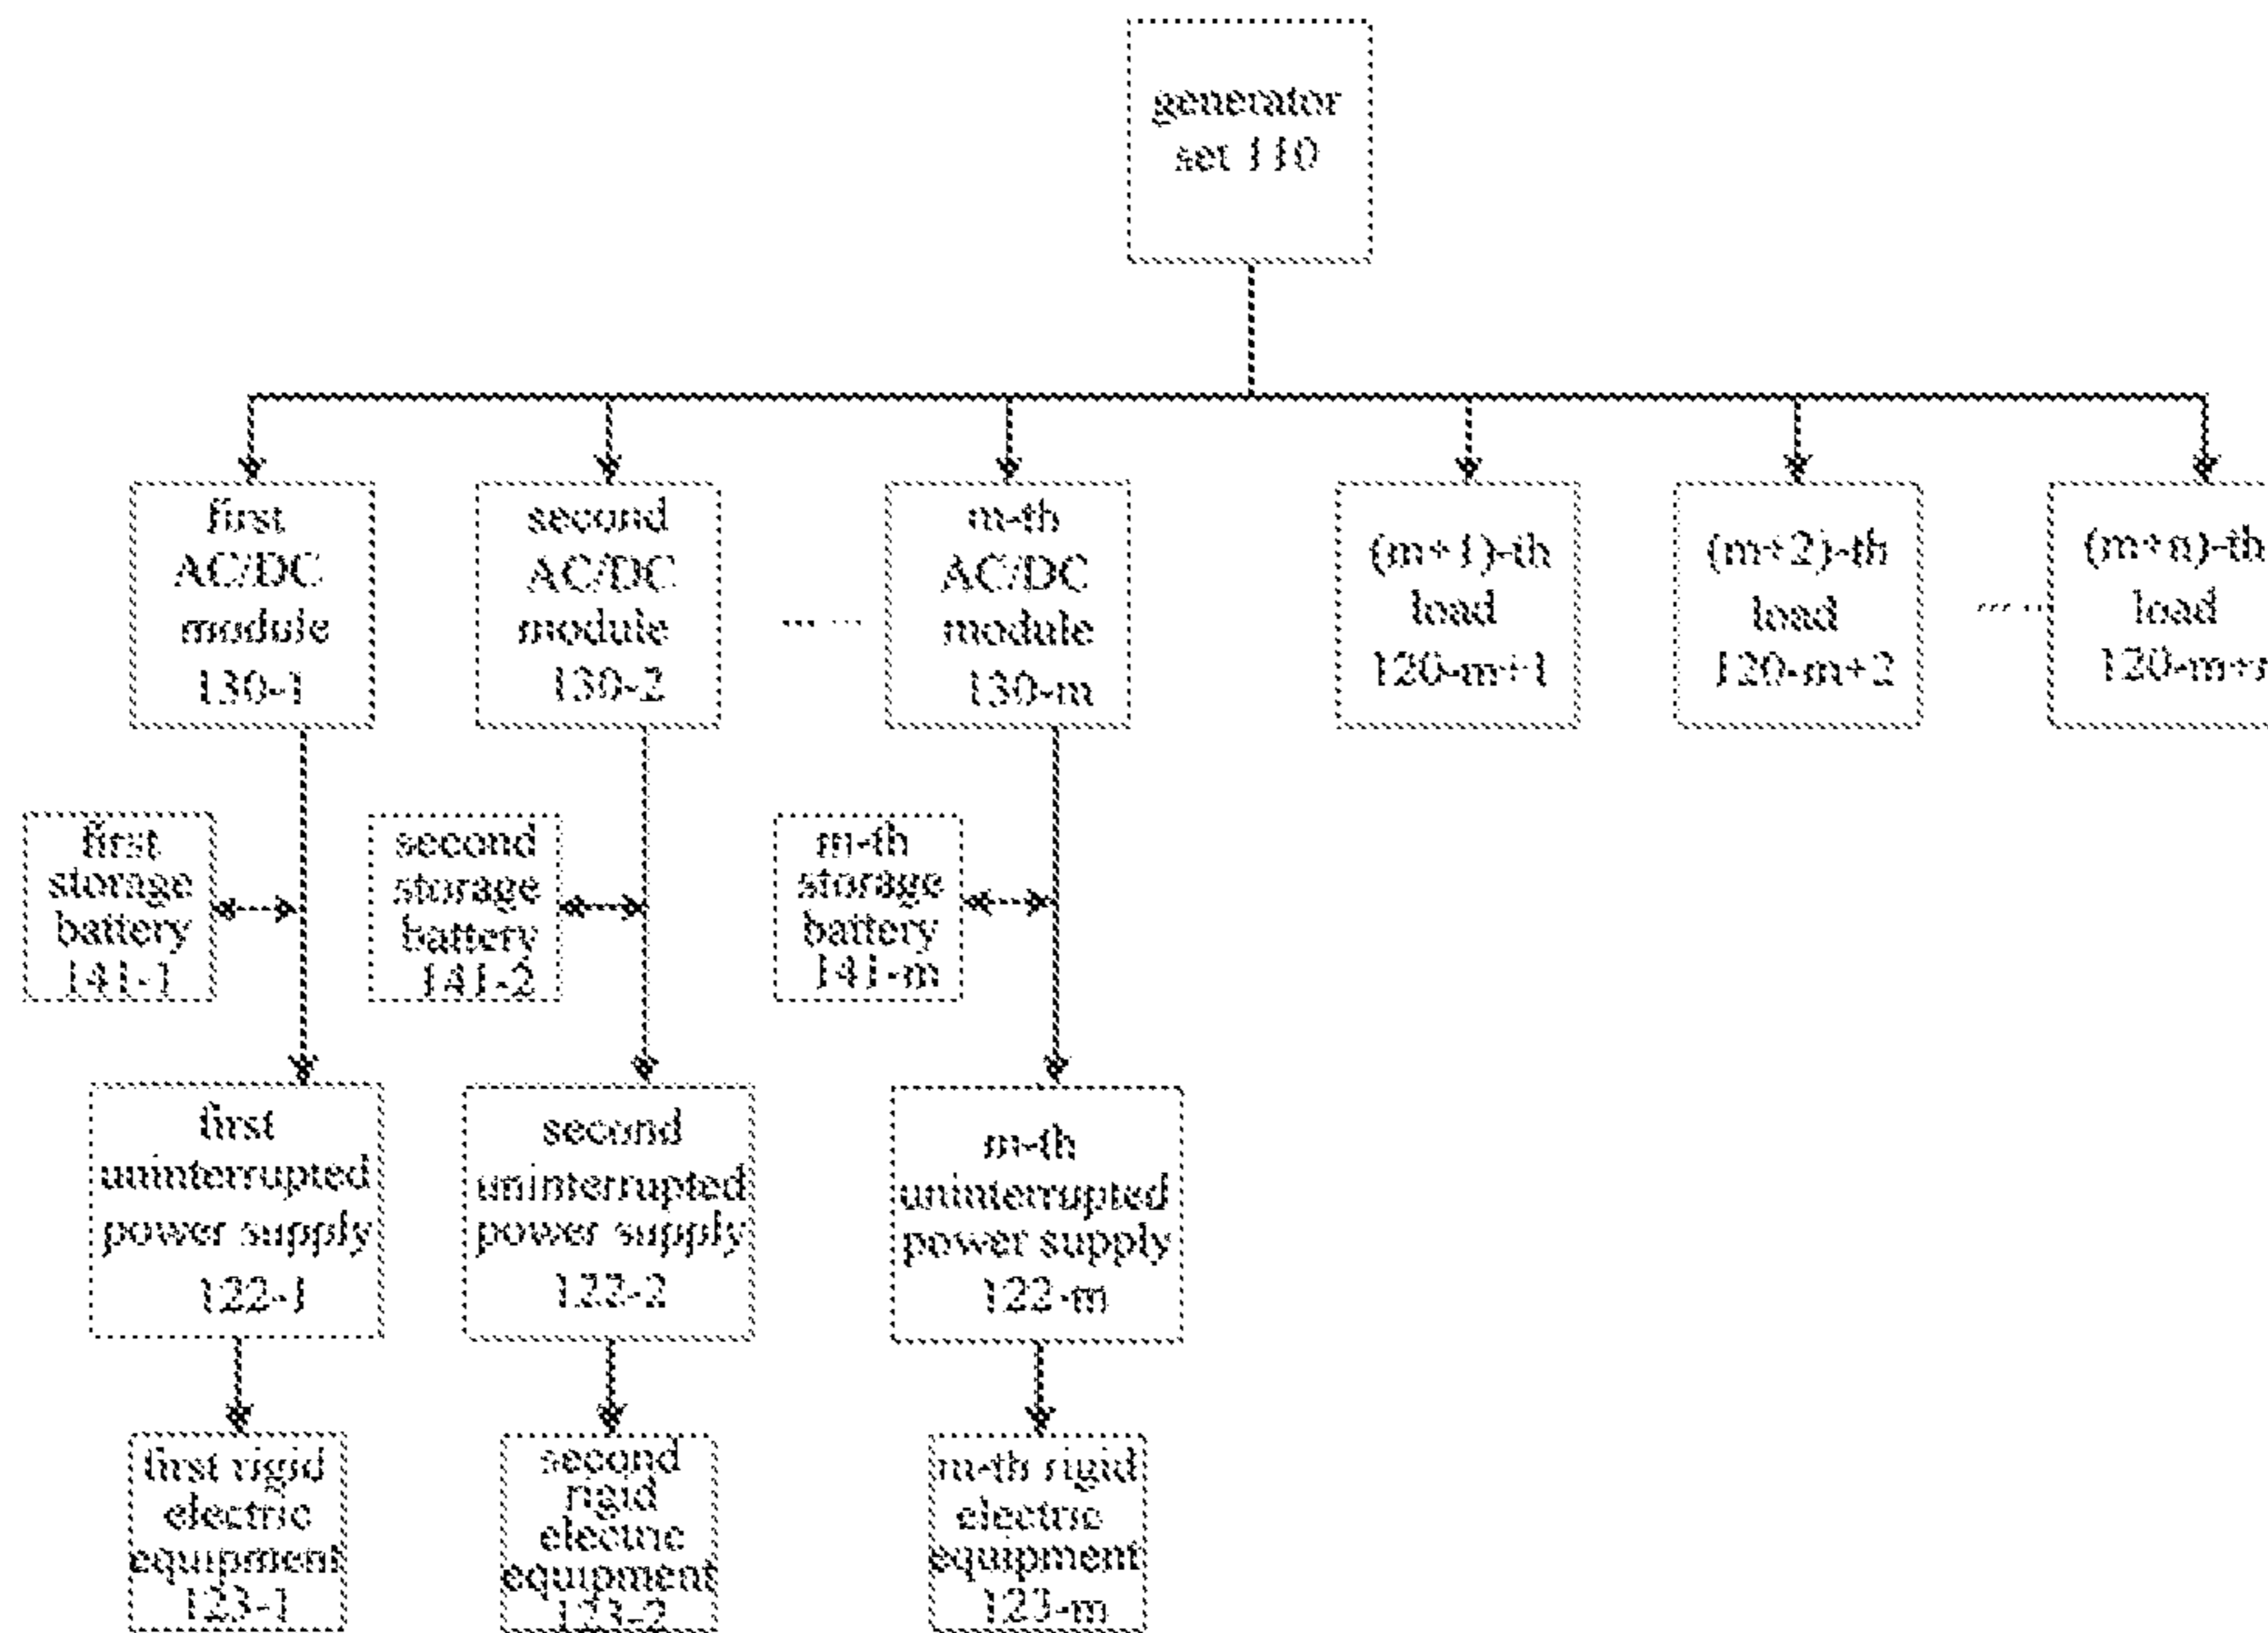 generator
set 110
first
AC/DC
module
130-1
second
AC/DC
module
130-2
m-th
AC/DC
module
130-m
(m+1)-th
load
120-m+1
(m+2)-th
load
120-m+2
(m+n)-th
load
120-m+n
first
storage
battery
141-1
second
storage
battery
141-2
m-th
storage
battery
141-m
first
uninterrupted
power supply
122-1
second
uninterrupted
power supply
122-2
m-th
uninterrupted
power supply
122-m
first rigid
electric
equipment
123-1
second
rigid
electric
equipment
123-2
m-th rigid
electric
equipment
123-m